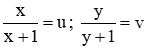 x/(x+1) = u; y/(y+1) = v